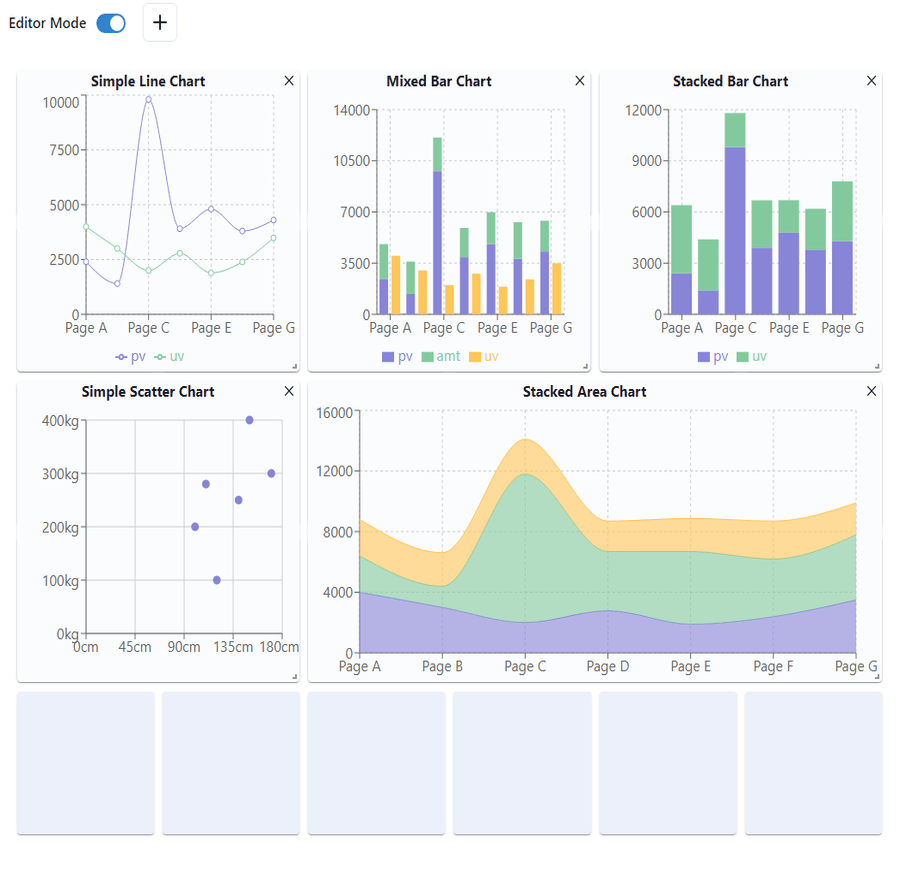 Editor Mode +
Simple Line Chart
10000
7500
5000
2500
0
Page A Page C Page E Page G
pv uv
Mixed Bar Chart
14000
10500
7000
3500
0
Page A Page C Page E Page G
pv amt uv
Stacked Bar Chart
12000
9000
6000
3000
0
Page A Page C Page E Page G
pv uv
Simple Scatter Chart
400kg
300kg
200kg
100kg
0kg
0cm 45cm 90cm 135cm 180cm
Stacked Area Chart
16000
12000
8000
4000
0
Page A Page B Page C Page D Page E Page F Page G